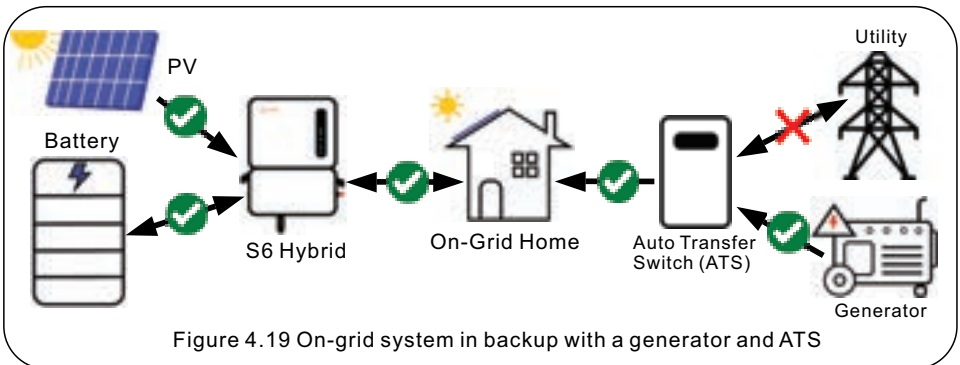 Utility
PV
Battery
S6 Hybrid
On-Grid Home
Auto Transfer
Switch (ATS)
Generator
Figure 4.19 On-grid system in backup with a generator and ATS